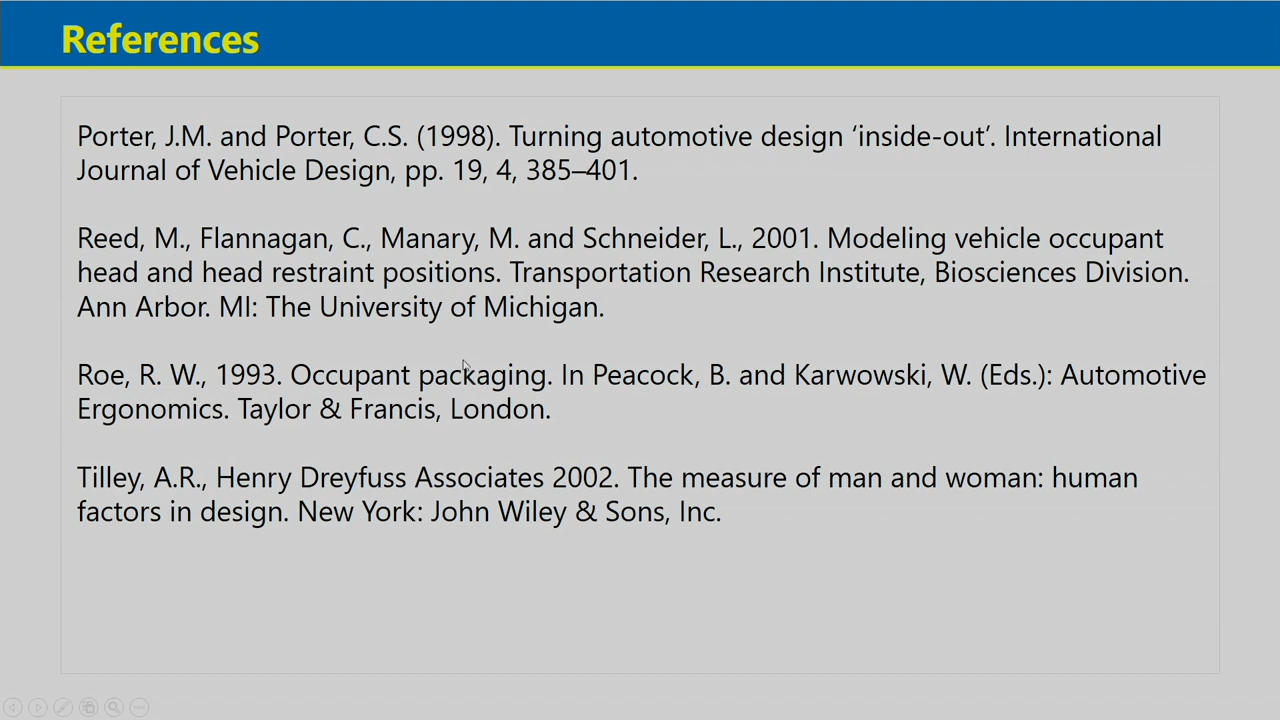 References
Porter, J.M. and Porter, C.S. (1998). Turning automotive design ‘inside-out’. International
Journal of Vehicle Design, pp. 19, 4, 385–401.
Reed, M., Flannagan, C., Manary, M. and Schneider, L., 2001. Modeling vehicle occupant
head and head restraint positions. Transportation Research Institute, Biosciences Division.
Ann Arbor. MI: The University of Michigan.
Roe, R. W., 1993. Occupant packaging. In Peacock, B. and Karwowski, W. (Eds.): Automotive
Ergonomics. Taylor & Francis, London.
Tilley, A.R., Henry Dreyfuss Associates 2002. The measure of man and woman: human
factors in design. New York: John Wiley & Sons, Inc.